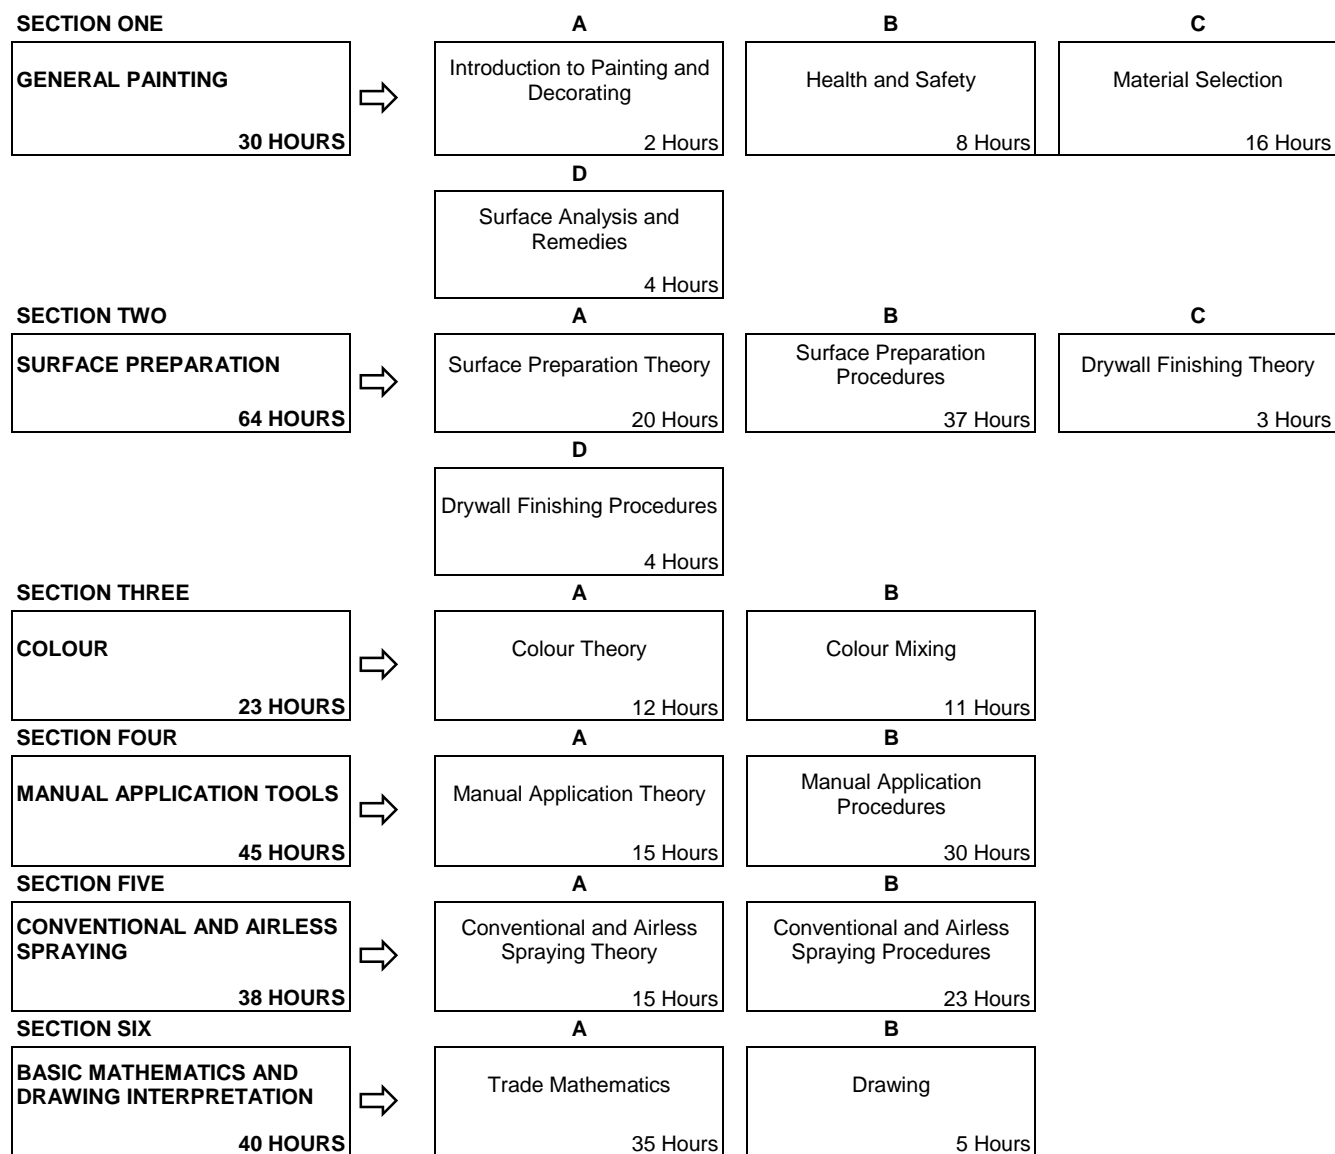 SECTION ONE
A
B
C
GENERAL PAINTING
30 HOURS
Introduction to Painting and
Decorating
2 Hours
Health and Safety
8 Hours
Material Selection
16 Hours
D
Surface Analysis and
Remedies
4 Hours
SECTION TWO
A
B
C
SURFACE PREPARATION
64 HOURS
Surface Preparation Theory
20 Hours
Surface Preparation
Procedures
37 Hours
Drywall Finishing Theory
3 Hours
D
Drywall Finishing Procedures
4 Hours
SECTION THREE
A
B
COLOUR
23 HOURS
Colour Theory
12 Hours
Colour Mixing
11 Hours
SECTION FOUR
A
B
MANUAL APPLICATION TOOLS
45 HOURS
Manual Application Theory
15 Hours
Manual Application
Procedures
30 Hours
SECTION FIVE
A
B
CONVENTIONAL AND AIRLESS
SPRAYING
38 HOURS
Conventional and Airless
Spraying Theory
15 Hours
Conventional and Airless
Spraying Procedures
23 Hours
SECTION SIX
A
B
BASIC MATHEMATICS AND
DRAWING INTERPRETATION
40 HOURS
Trade Mathematics
35 Hours
Drawing
5 Hours